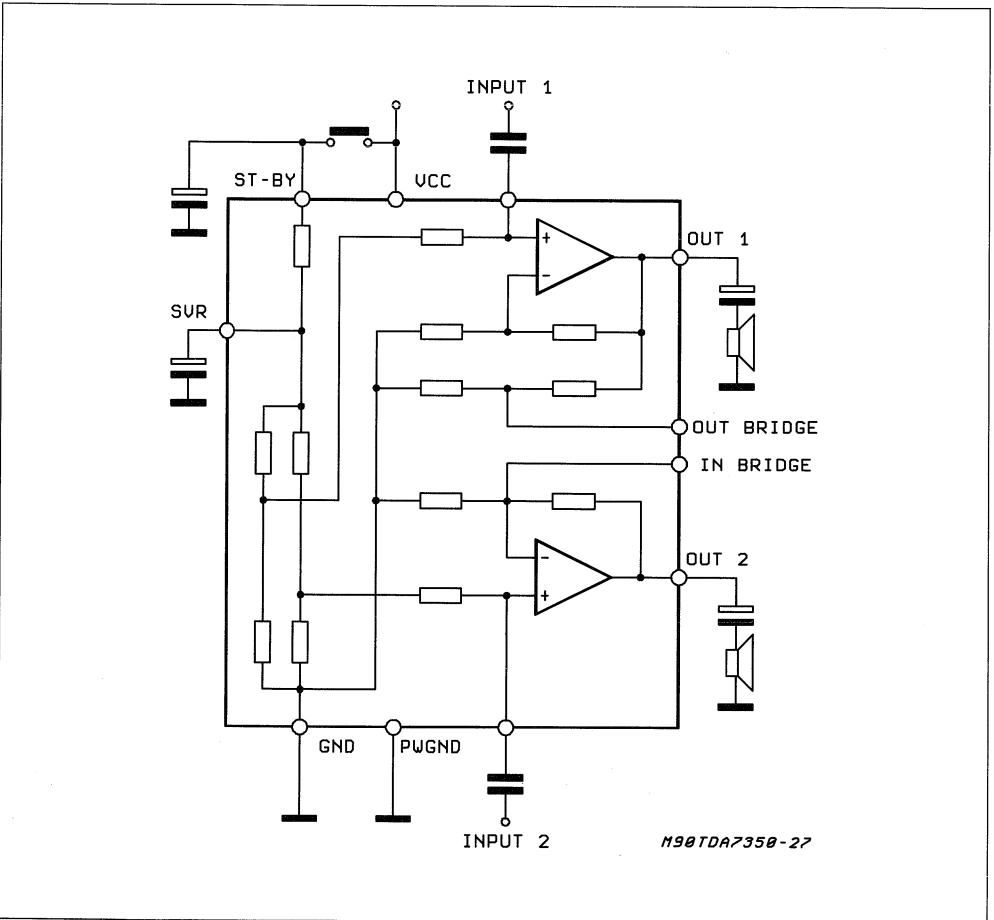 INPUT 1
ST-BY
VCC
OUT 1
SVR
OUT BRIDGE
IN BRIDGE
OUT 2
GND
PWGND
INPUT 2
M90TDA7350-27